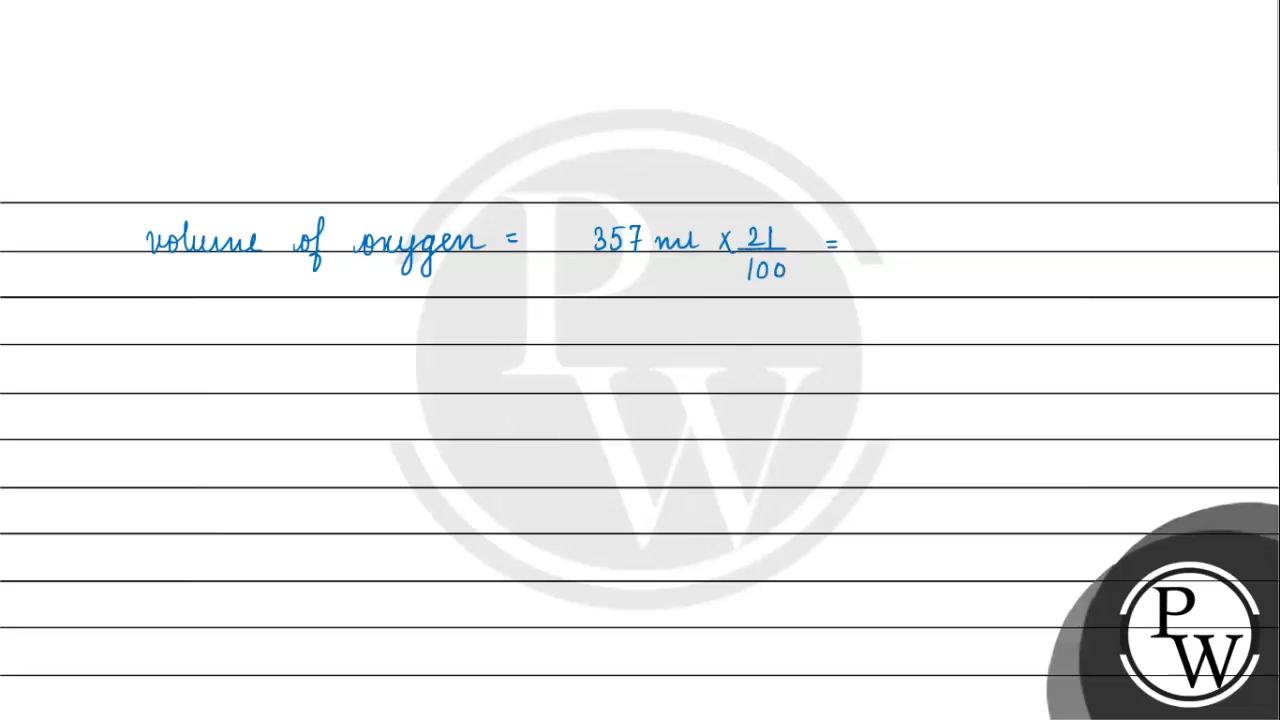 volume of oxygen = 357 ml × 21/100 =
P
W
P
W